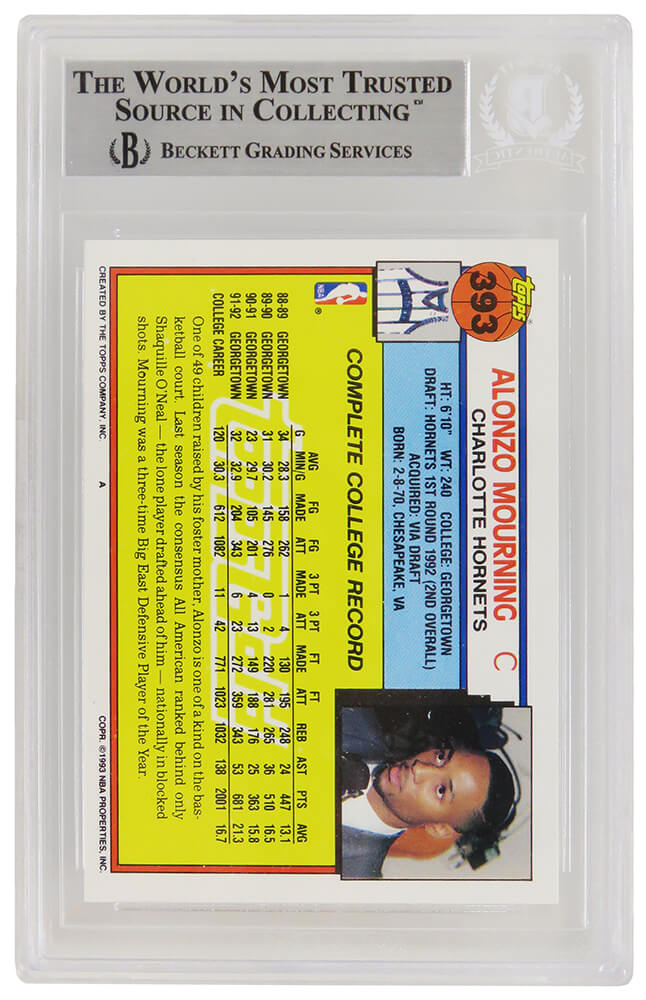 THE WORLD'S MOST TRUSTED
SOURCE IN COLLECTING™
B BECKETT GRADING SERVICES
AUTHENTIC
topps®
393
ALONZO MOURNING C
CHARLOTTE HORNETS
HT: 6'10" WT: 240 COLLEGE: GEORGETOWN
DRAFT: HORNETS 1ST ROUND 1992 (2ND OVERALL)
ACQUIRED: VIA DRAFT
BORN: 2-8-70, CHESAPEAKE, VA
NBA ®
COMPLETE COLLEGE RECORD
AVG FG FG 3 PT 3 PT FT FT
G MIN/G MADE ATT MADE ATT MADE ATT REB AST PTS AVG
88-89 GEORGETOWN 34 28.3 158 262 1 4 130 195 248 24 447 13.1
89-90 GEORGETOWN 31 30.2 145 276 0 2 220 281 265 36 510 16.5
90-91 GEORGETOWN 23 29.7 105 201 4 13 149 188 176 25 363 15.8
91-92 GEORGETOWN 32 32.9 204 343 6 23 272 359 343 53 681 21.3
COLLEGE CAREER 120 30.3 612 1082 11 42 771 1023 1032 138 2001 16.7
One of 49 children raised by his foster mother, Alonzo is one of a kind on the bas-
ketball court. Last season the consensus All American ranked behind only
Shaquille O'Neal — the lone player drafted ahead of him — nationally in blocked
shots. Mourning was a three-time Big East Defensive Player of the Year.
CREATED BY THE TOPPS COMPANY, INC. A COPR. ©1993 NBA PROPERTIES, INC.